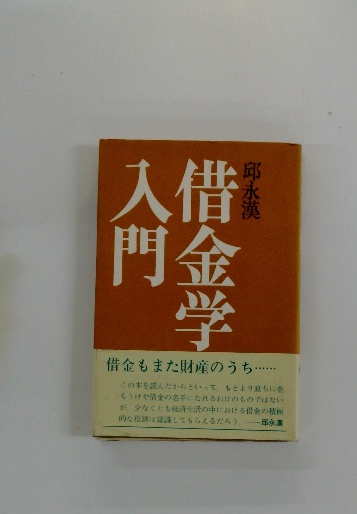 邱永漢
借金学
入門
借金もまた財産のうち……
この本を読んだからといって、もとより直ちに金
もうけや借金の名手になれるわけのものではない
が、少なくとも経済生活の中における借金の積極
的な役割は認識してもらえるだろう。——邱永漢